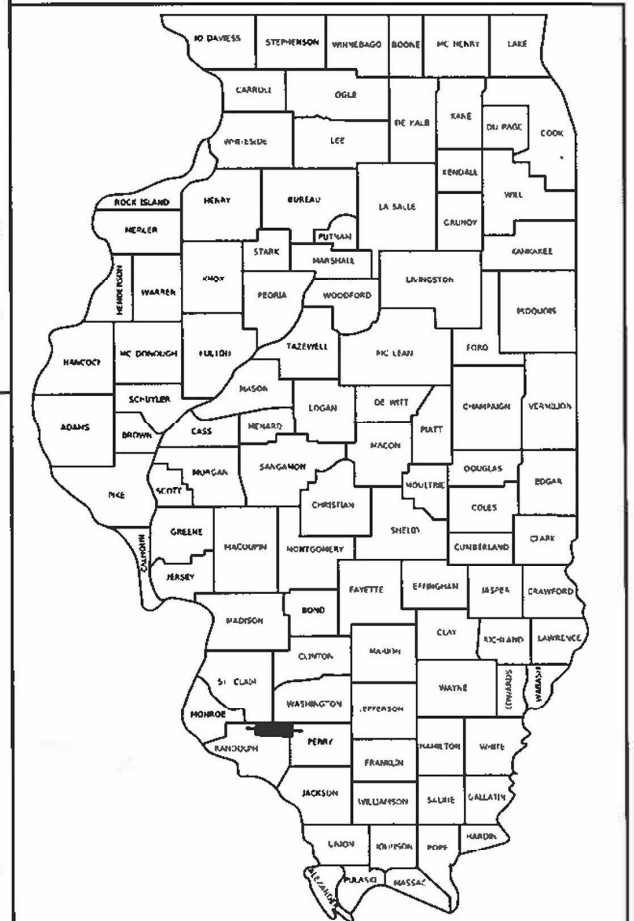 JO DAVIESS STEPHENSON WINNEBAGO BOONE MC HENRY LAKE
CARROLL OGLE
DE KALB KANE DU PAGE COOK
WHITESIDE LEE
KENDALL WILL
ROCK ISLAND HENRY BUREAU LA SALLE GRUNDY
MERCER PUTNAM
STARK MARSHALL KANKAKEE
HENDERSON WARREN KNOX PEORIA WOODFORD LIVINGSTON IROQUOIS
HANCOCK MC DONOUGH FULTON TAZEWELL MC LEAN FORD
MASON
SCHUYLER LOGAN DE WITT CHAMPAIGN VERMILION
ADAMS BROWN CASS MENARD PIATT
MACON
PIKE SCOTT MORGAN SANGAMON MOULTRIE DOUGLAS EDGAR
CHRISTIAN COLES
GREENE SHELBY
CALHOUN MACOUPIN MONTGOMERY CUMBERLAND CLARK
JERSEY
FAYETTE EFFINGHAM JASPER CRAWFORD
MADISON BOND
CLAY RICHLAND LAWRENCE
CLINTON MARION
ST CLAIR WAYNE EDWARDS WABASH
MONROE WASHINGTON JEFFERSON
RANDOLPH PERRY HAMILTON WHITE
FRANKLIN
JACKSON WILLIAMSON SALINE GALLATIN
UNION JOHNSON POPE HARDIN
ALEXANDER PULASKI MASSAC